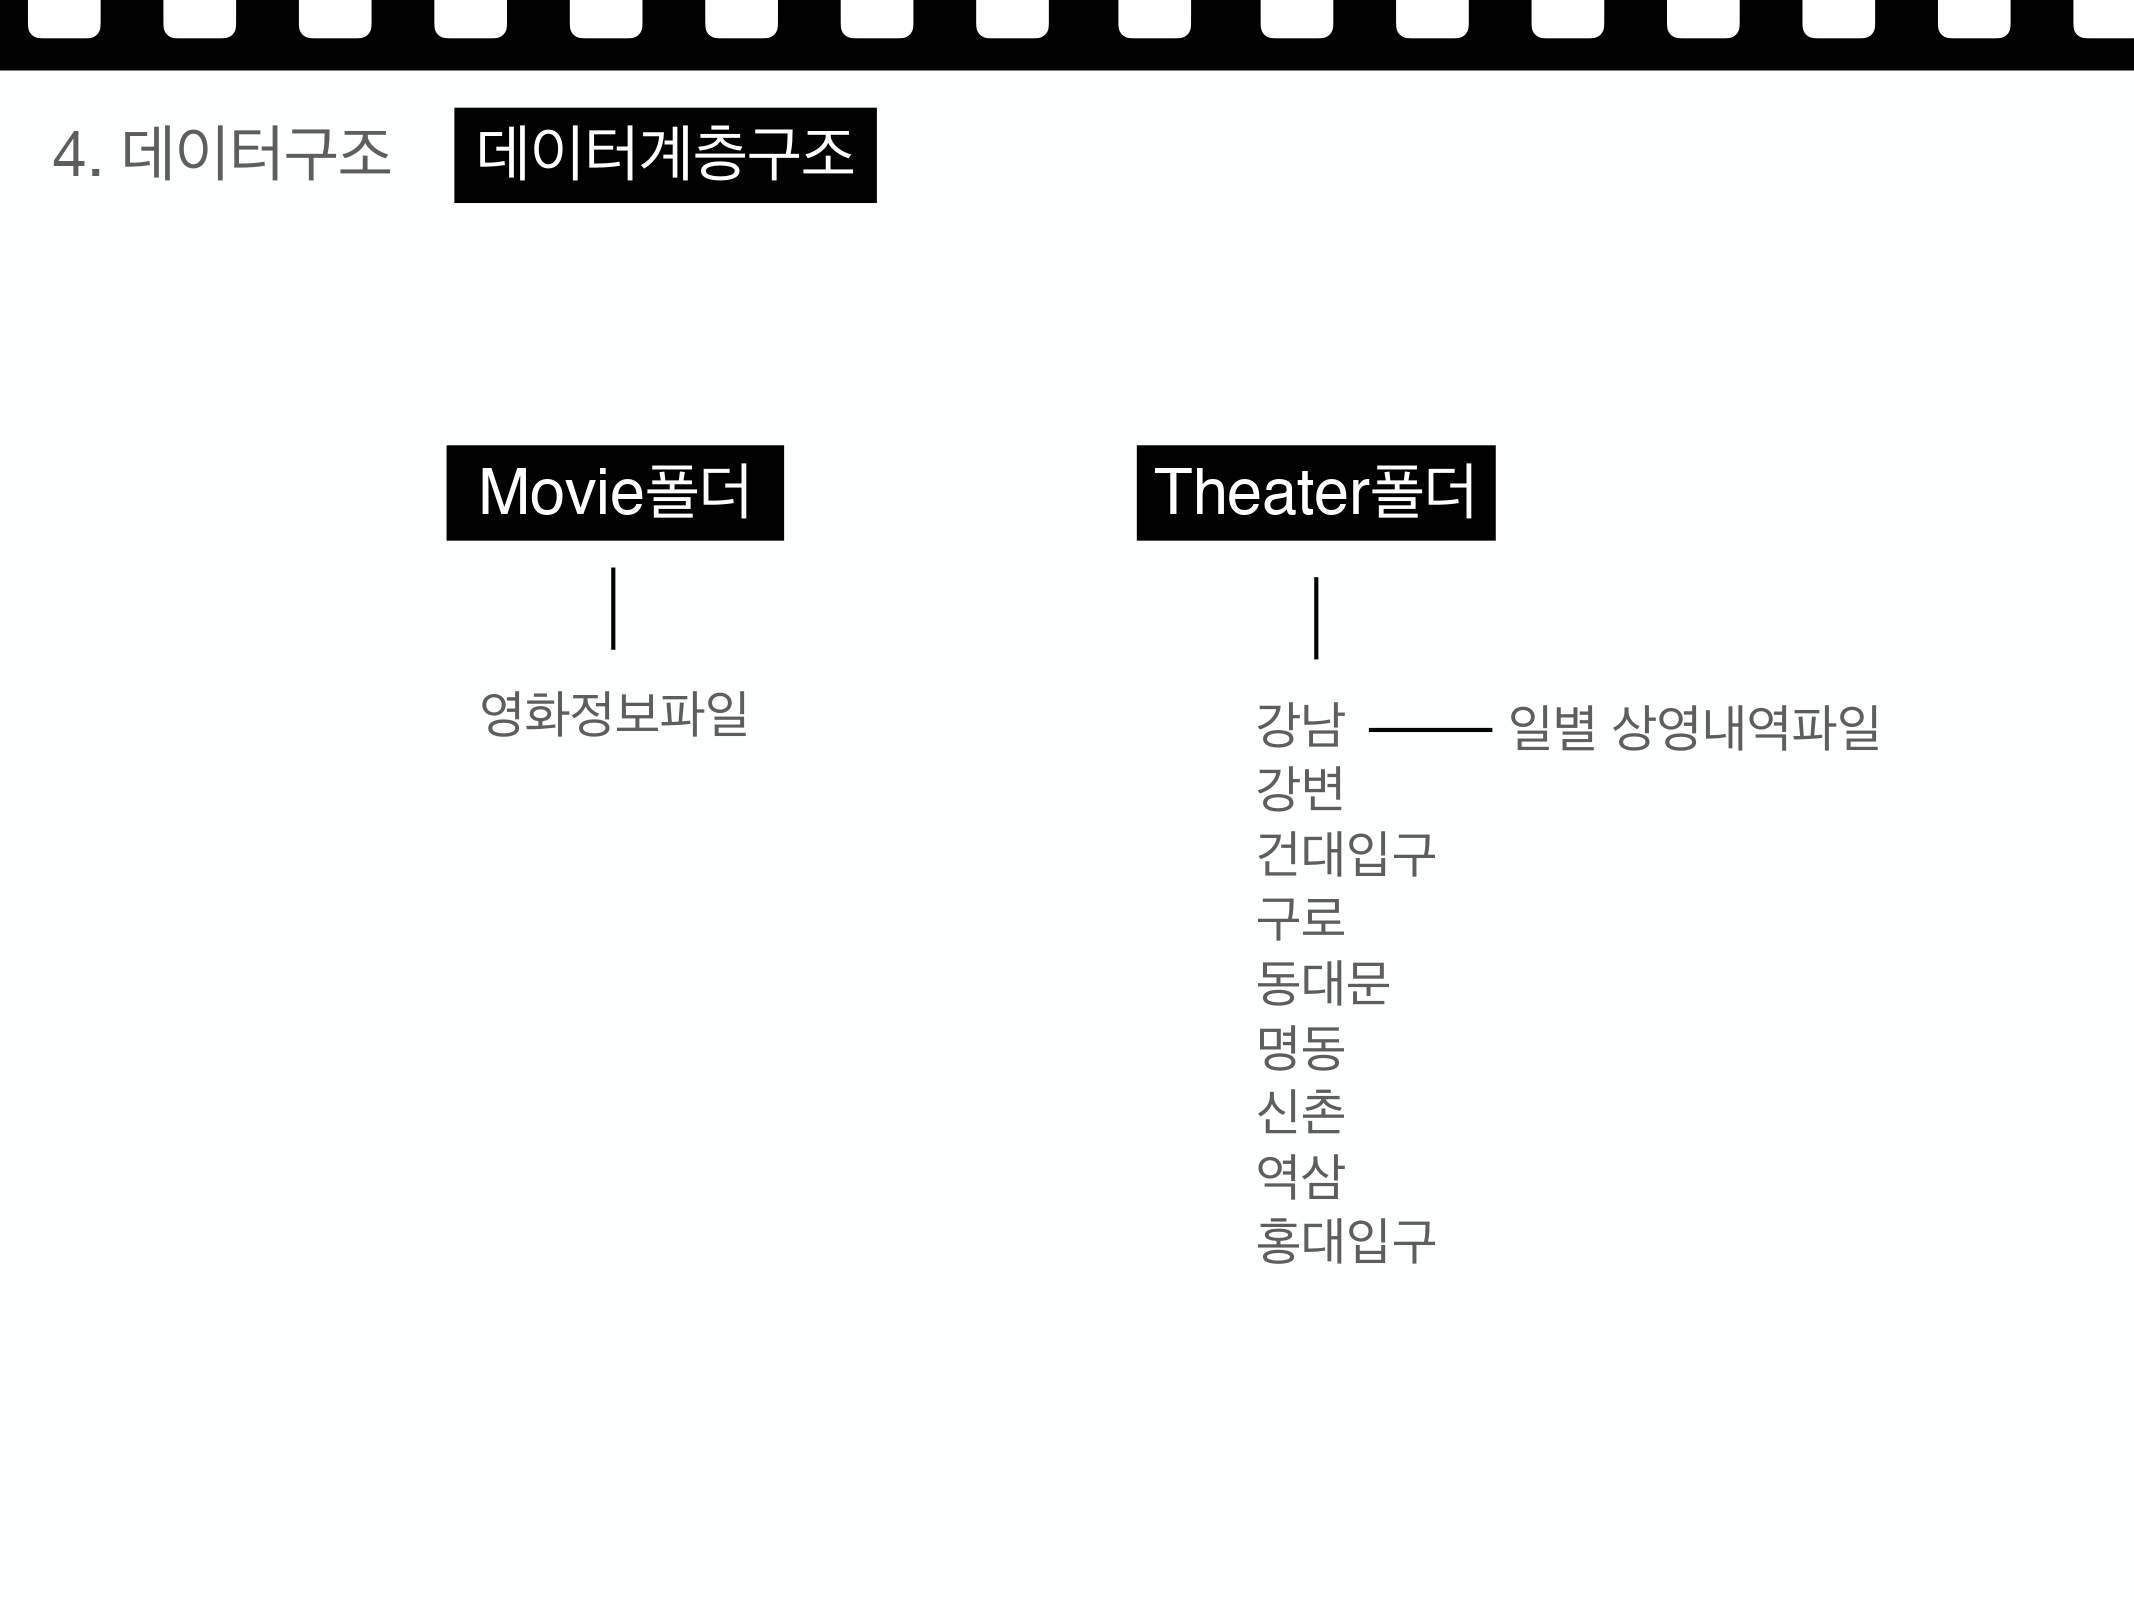 4. 데이터구조 데이터계층구조
Movie폴더
영화정보파일
Theater폴더
강남 일별 상영내역파일
강변
건대입구
구로
동대문
명동
신촌
역삼
홍대입구